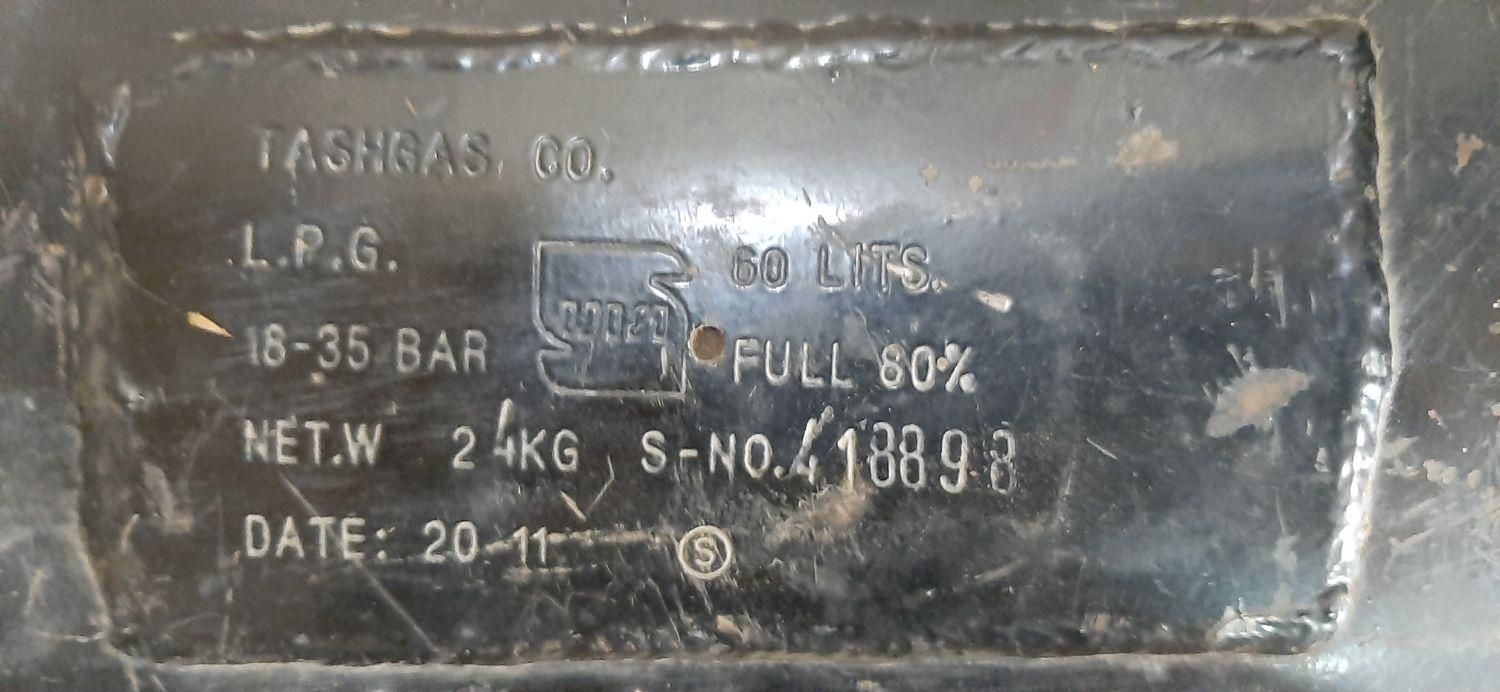 TASHGAS. CO.
L.P.G. 60 LITS.
18-35 BAR FULL 80%
NET.W 24KG S-NO.418898
DATE: 20-11 S